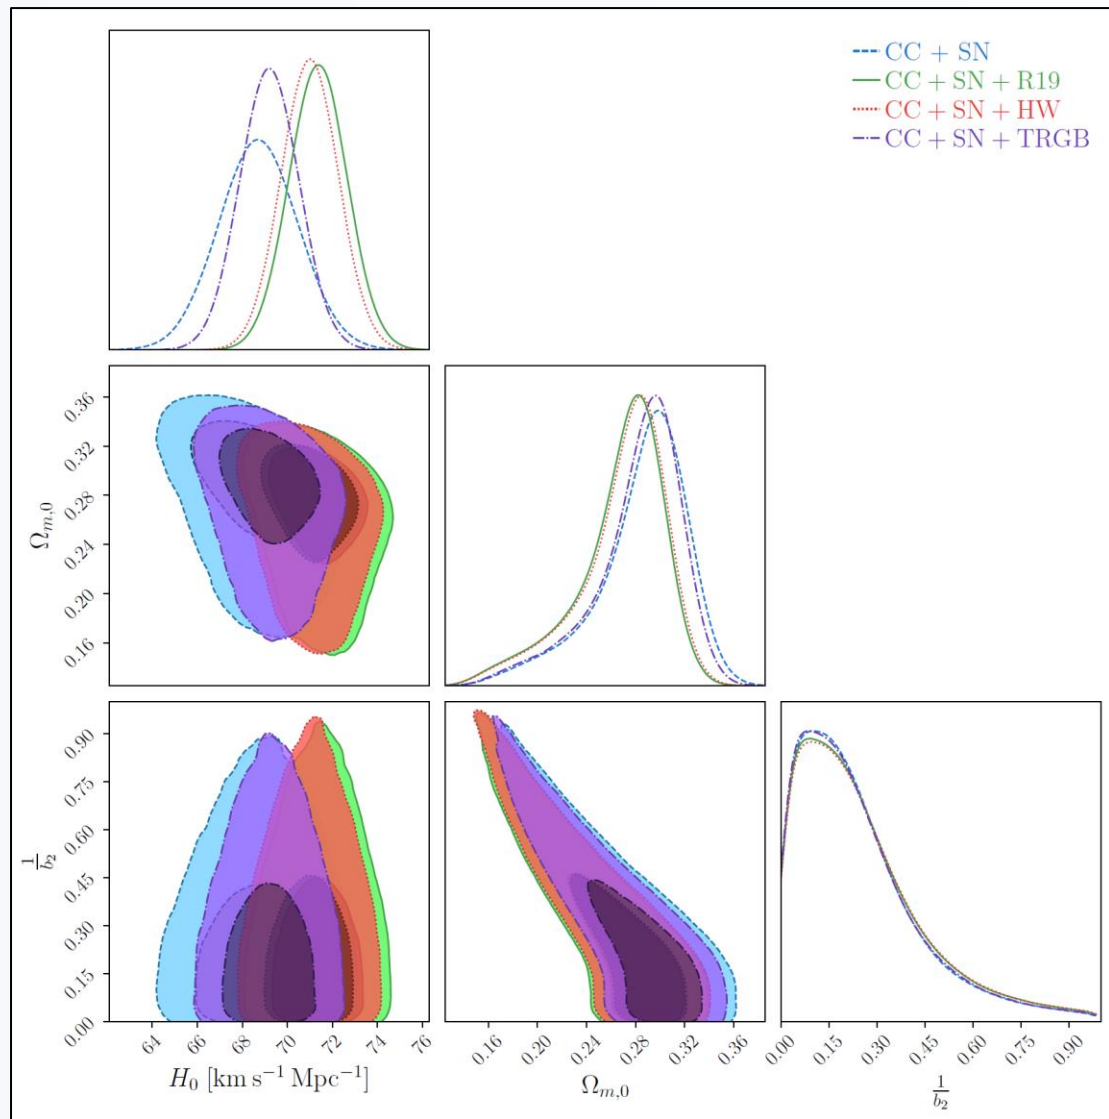 CC + SN
CC + SN + R19
CC + SN + HW
CC + SN + TRGB
0.36
0.32
0.28
0.24
0.20
0.16
Ω_{m,0}
0.90
0.75
0.60
0.45
0.30
0.15
0.00
\frac{1}{b_2}
64 66 68 70 72 74 76
H_0 [km s^{-1} Mpc^{-1}]
0.16 0.20 0.24 0.28 0.32 0.36
Ω_{m,0}
0.00 0.15 0.30 0.45 0.60 0.75 0.90
\frac{1}{b_2}